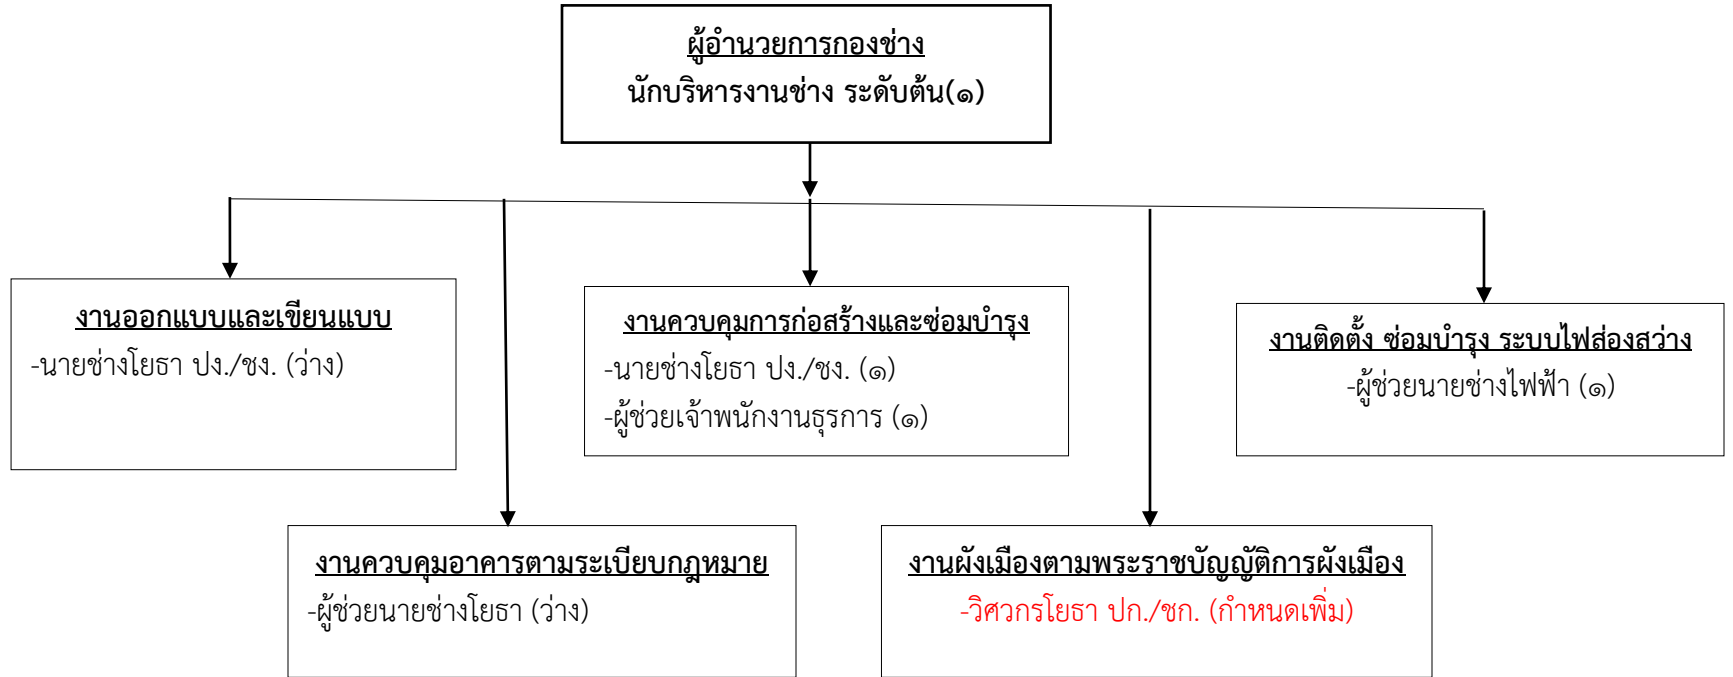 ผู้อำนวยการกองช่าง
นักบริหารงานช่าง ระดับต้น(๑)
งานออกแบบและเขียนแบบ
-นายช่างโยธา ปง./ชง. (ว่าง)
งานควบคุมการก่อสร้างและซ่อมบำรุง
-นายช่างโยธา ปง./ชง. (๑)
-ผู้ช่วยเจ้าพนักงานธุรการ (๑)
งานติดตั้ง ซ่อมบำรุง ระบบไฟส่องสว่าง
-ผู้ช่วยนายช่างไฟฟ้า (๑)
งานควบคุมอาคารตามระเบียบกฎหมาย
-ผู้ช่วยนายช่างโยธา (ว่าง)
งานผังเมืองตามพระราชบัญญัติการผังเมือง
-วิศวกรโยธา ปก./ชก. (กำหนดเพิ่ม)